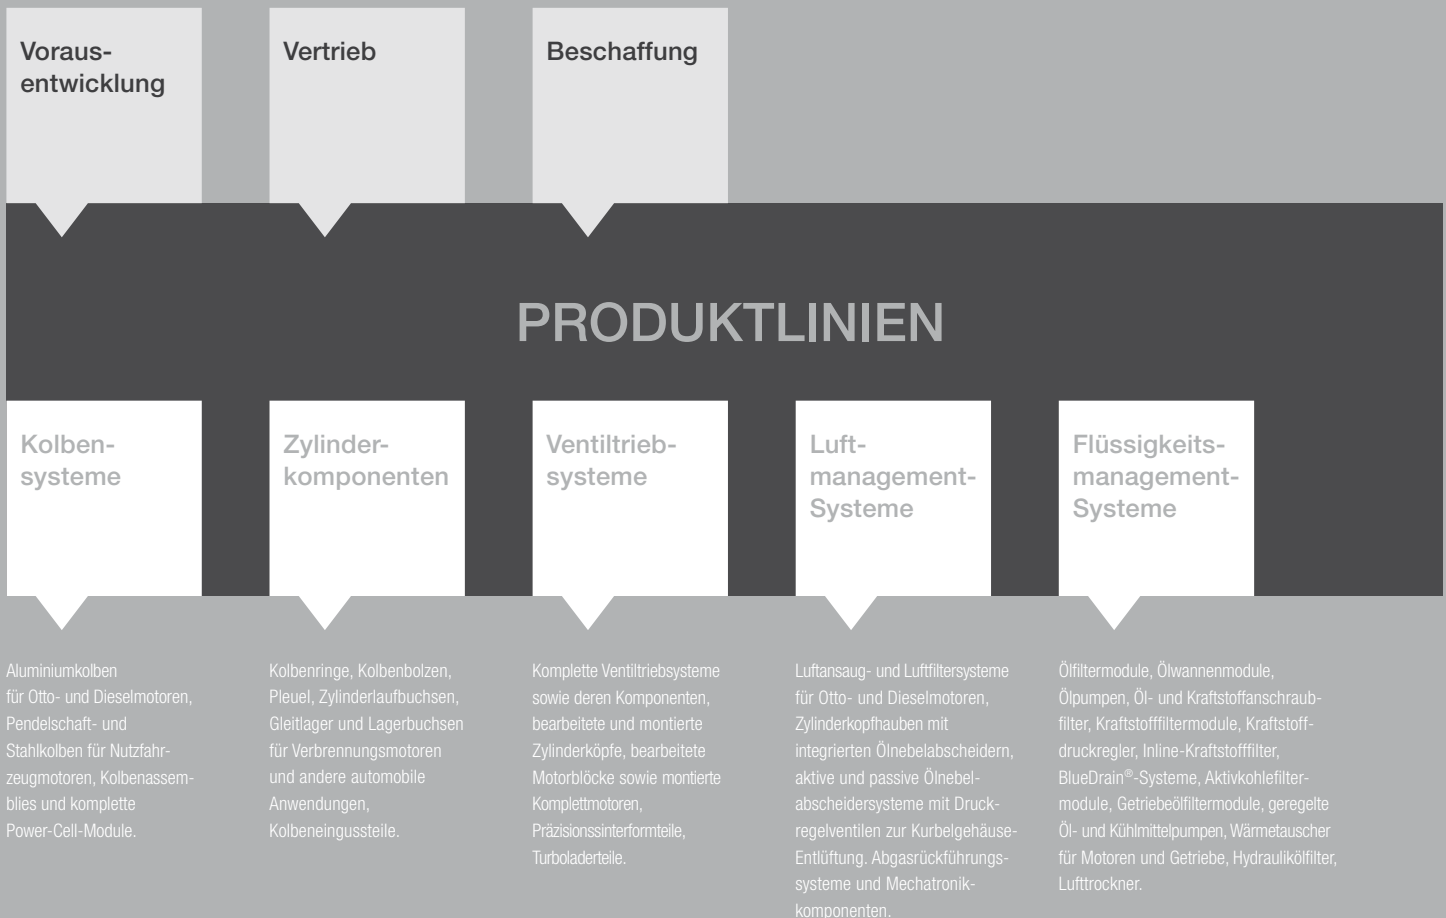 Voraus-
entwicklung
Vertrieb
Beschaffung
PRODUKTLINIEN
Kolben-
systeme
Zylinder-
komponenten
Ventiltrieb-
systeme
Luft-
management-
Systeme
Flüssigkeits-
management-
Systeme
Aluminiumkolben
für Otto- und Dieselmotoren,
Pendelschaft- und
Stahlkolben für Nutzfahr-
zeugmotoren, Kolbenassem-
blies und komplette
Power-Cell-Module.
Kolbenringe, Kolbenbolzen,
Pleuel, Zylinderlaufbuchsen,
Gleitlager und Lagerbuchsen
für Verbrennungsmotoren
und andere automobile
Anwendungen,
Kolbeneingussteile.
Komplette Ventiltriebsysteme
sowie deren Komponenten,
bearbeitete und montierte
Zylinderköpfe, bearbeitete
Motorblöcke sowie montierte
Komplettmotoren,
Präzisionssinterformteile,
Turboladerteile.
Luftansaug- und Luftfiltersysteme
für Otto- und Dieselmotoren,
Zylinderkopfhauben mit
integrierten Ölnebelabscheidern,
aktive und passive Ölnebel-
abscheidersysteme mit Druck-
regelventilen zur Kurbelgehäuse-
Entlüftung. Abgasrückführungs-
systeme und Mechatronik-
komponenten.
Ölfiltermodule, Ölwannenmodule,
Ölpumpen, Öl- und Kraftstoffanschraub-
filter, Kraftstofffiltermodule, Kraftstoff-
druckregler, Inline-Kraftstofffilter,
BlueDrain®-Systeme, Aktivkohlefilter-
module, Getriebeölfiltermodule, geregelte
Öl- und Kühlmittelpumpen, Wärmetauscher
für Motoren und Getriebe, Hydraulikölfilter,
Lufttrockner.